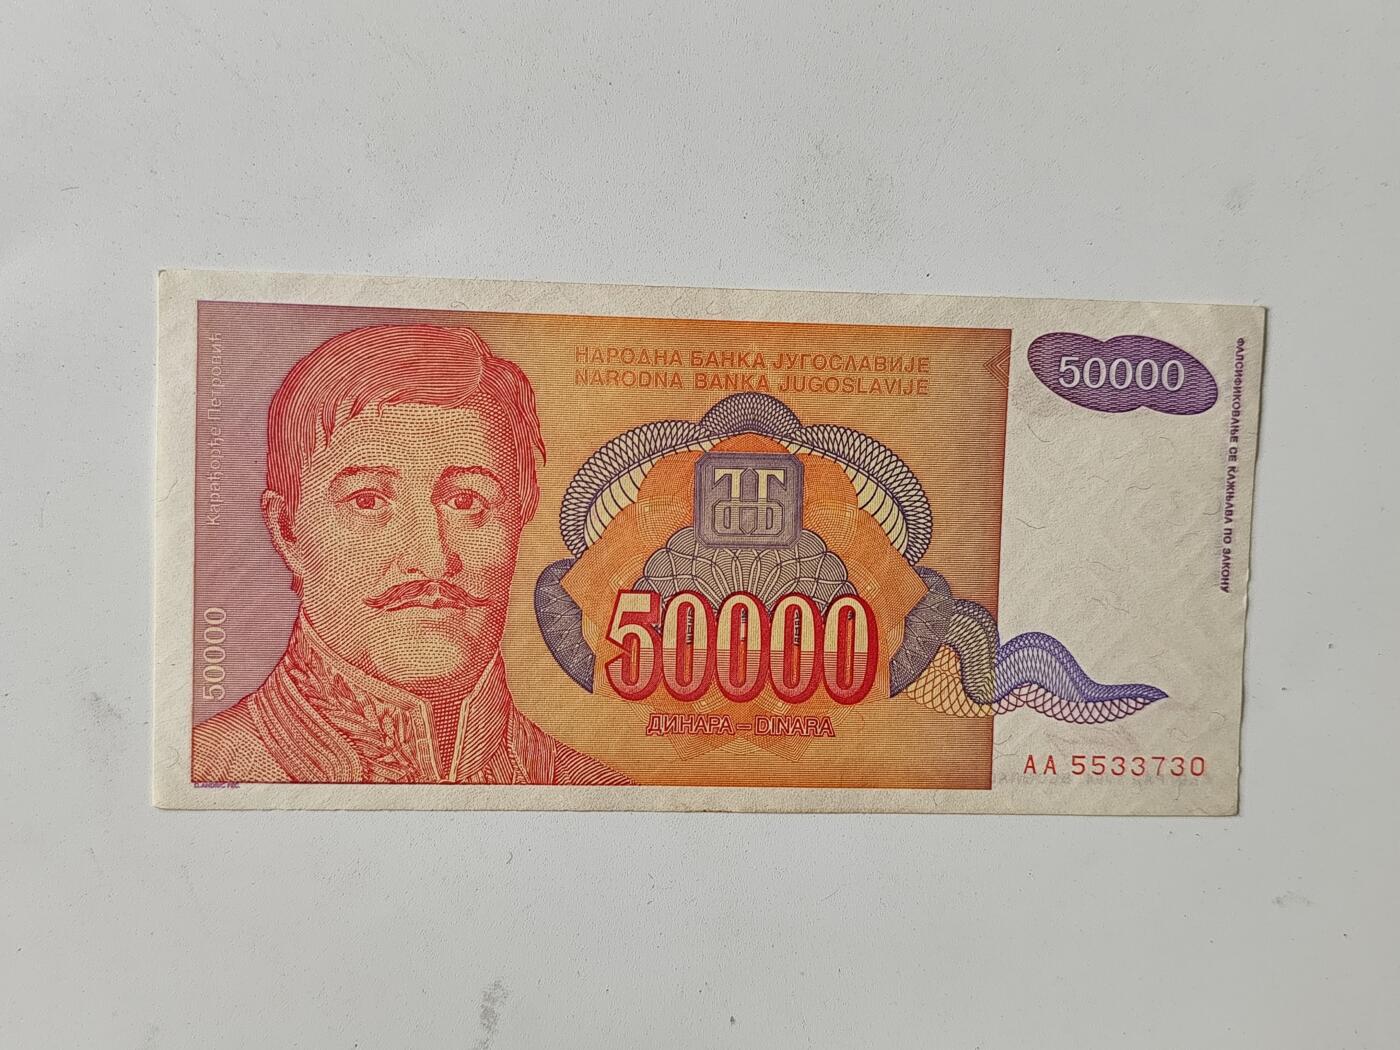 Карађорђе Петровић
50000
НАРОДНА БАНКА ЈУГОСЛАВИЈЕ
NARODNA BANKA JUGOSLAVIJE
50000
ДИНАРА – DINARA
50000
ФАЛСИФИКОВАЊЕ СЕ КАЖЊАВА ПО ЗАКОНУ
AA 5533730